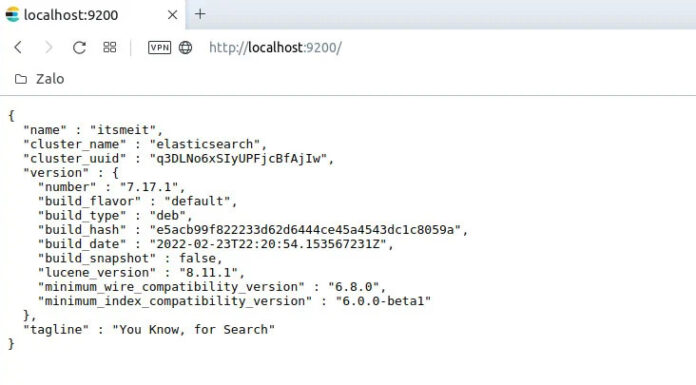 localhost:9200
VPN http://localhost:9200/
Zalo
{
  "name" : "itsmeit",
  "cluster_name" : "elasticsearch",
  "cluster_uuid" : "q3DLNo6xSIyUPFjcBfAjIw",
  "version" : {
    "number" : "7.17.1",
    "build_flavor" : "default",
    "build_type" : "deb",
    "build_hash" : "e5acb99f822233d62d6444ce45a4543dc1c8059a",
    "build_date" : "2022-02-23T22:20:54.153567231Z",
    "build_snapshot" : false,
    "lucene_version" : "8.11.1",
    "minimum_wire_compatibility_version" : "6.8.0",
    "minimum_index_compatibility_version" : "6.0.0-beta1"
  },
  "tagline" : "You Know, for Search"
}